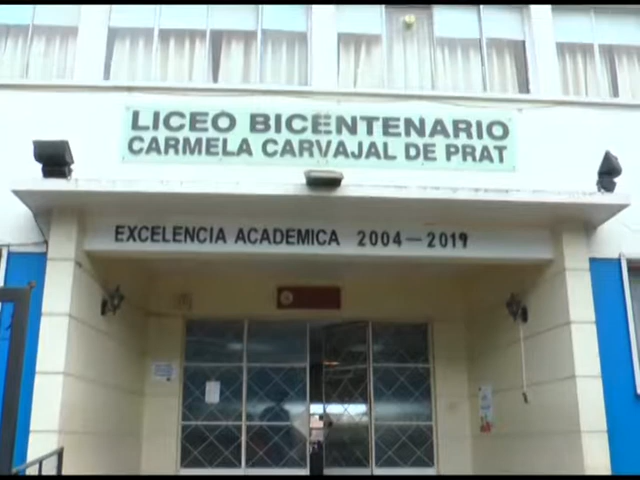 LICEO BICENTENARIO
CARMELA CARVAJAL DE PRAT
EXCELENCIA ACADEMICA 2004-2019